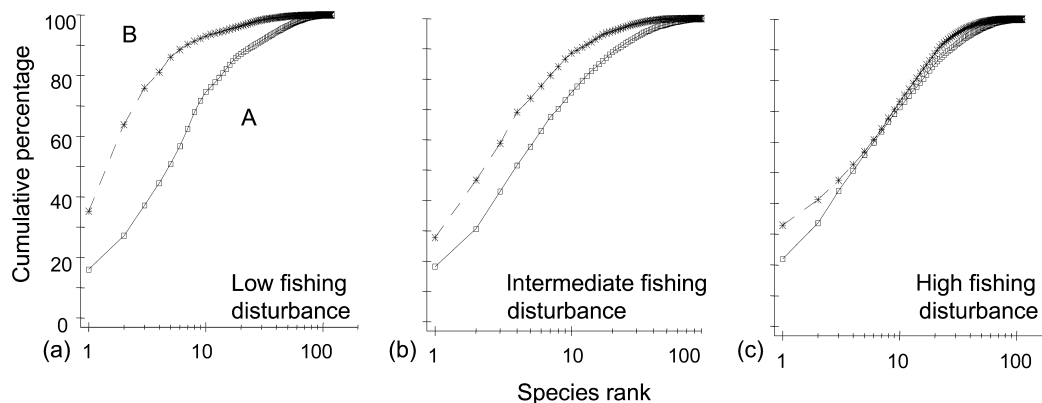 Cumulative percentage
100
80
60
40
20
0
B
A
Low fishing
disturbance
(a)
1
10
100
Intermediate fishing
disturbance
(b)
1
10
100
High fishing
disturbance
(c)
1
10
100
Species rank